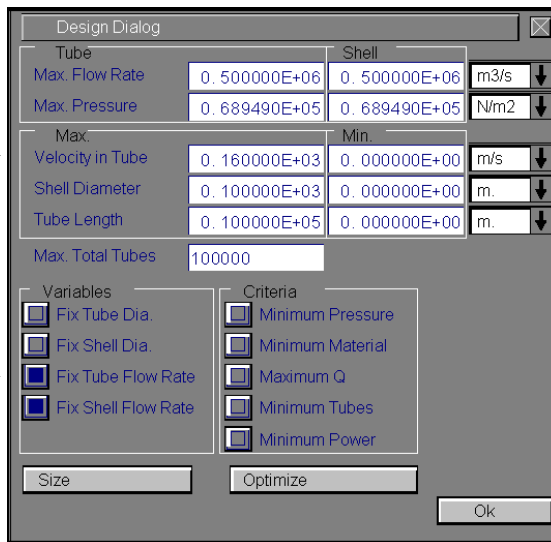 Design Dialog
Tube Shell
Max. Flow Rate 0.500000E+06 0.500000E+06 m3/s
Max. Pressure 0.689490E+05 0.689490E+05 N/m2
Max. Min.
Velocity in Tube 0.160000E+03 0.000000E+00 m/s
Shell Diameter 0.100000E+03 0.000000E+00 m.
Tube Length 0.100000E+05 0.000000E+00 m.
Max. Total Tubes 100000
Variables Criteria
Fix Tube Dia. Minimum Pressure
Fix Shell Dia. Minimum Material
Fix Tube Flow Rate Maximum Q
Fix Shell Flow Rate Minimum Tubes
Minimum Power
Size Optimize
Ok